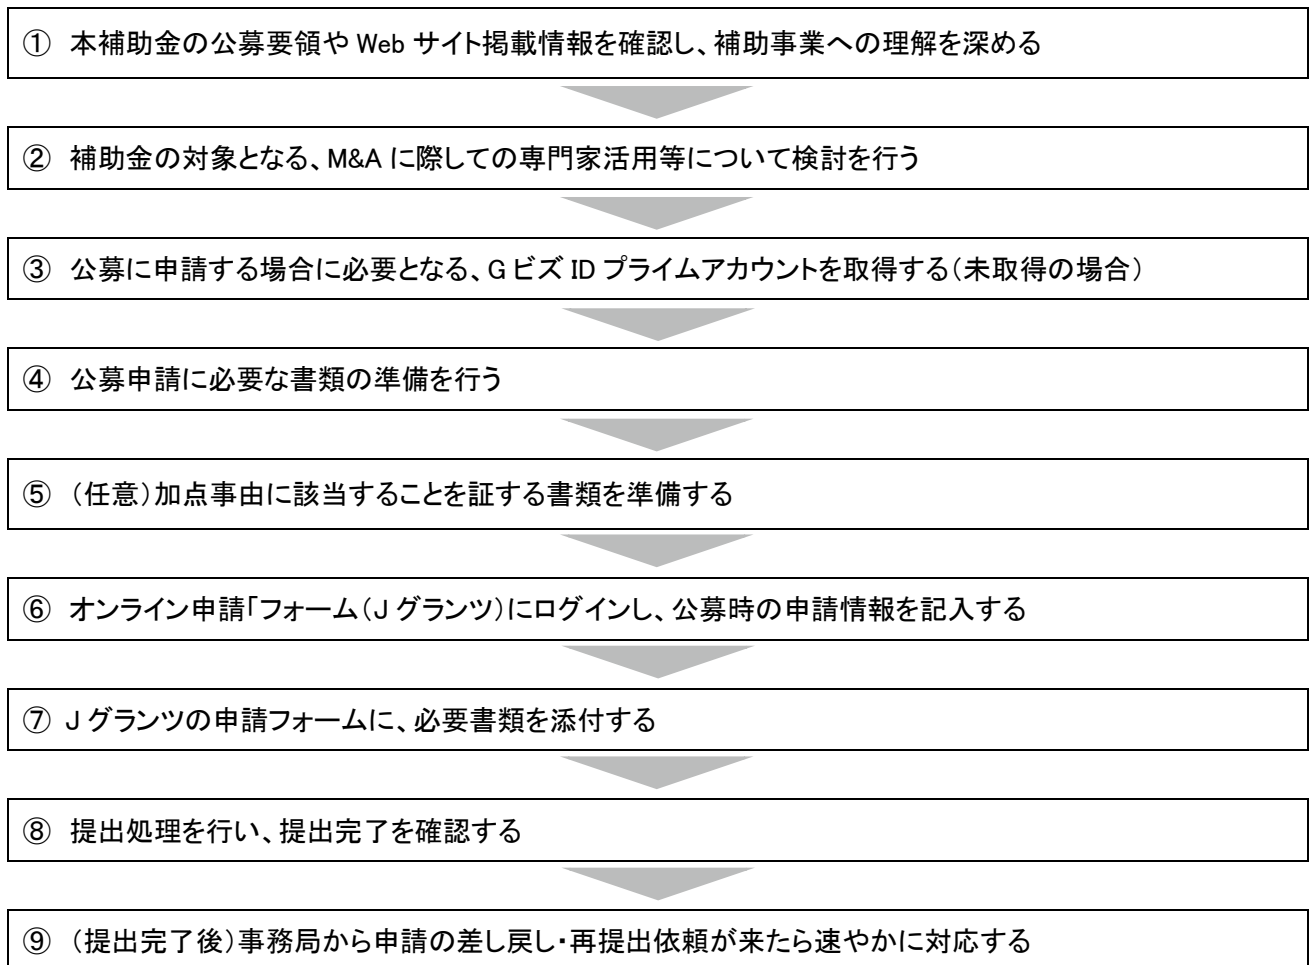 ① 本補助金の公募要領や Web サイト掲載情報を確認し、補助事業への理解を深める
② 補助金の対象となる、M&A に際しての専門家活用等について検討を行う
③ 公募に申請する場合に必要となる、G ビズ ID プライムアカウントを取得する(未取得の場合)
④ 公募申請に必要な書類の準備を行う
⑤ (任意)加点事由に該当することを証する書類を準備する
⑥ オンライン申請「フォーム(J グランツ)にログインし、公募時の申請情報を記入する
⑦ J グランツの申請フォームに、必要書類を添付する
⑧ 提出処理を行い、提出完了を確認する
⑨ (提出完了後)事務局から申請の差し戻し・再提出依頼が来たら速やかに対応する